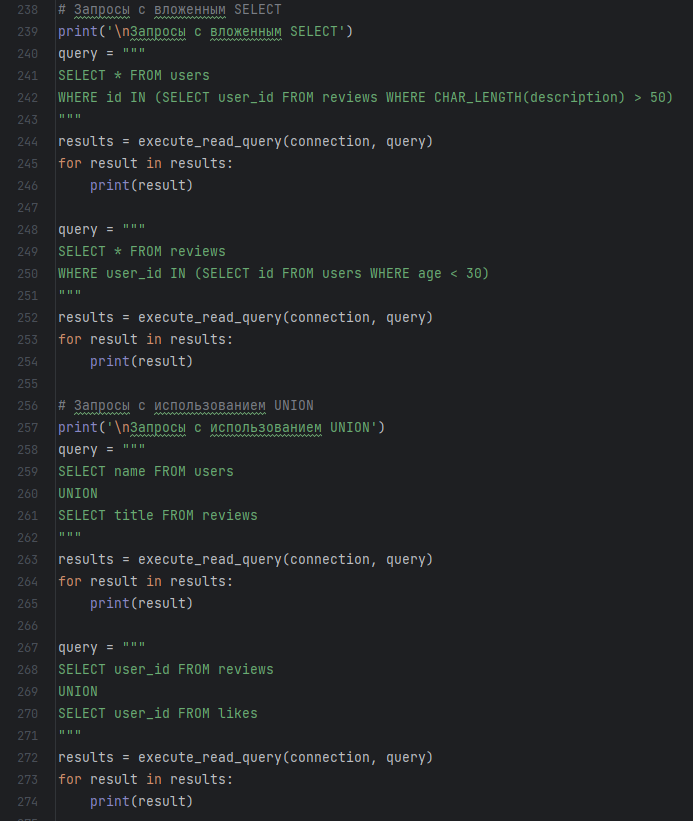 238 # Запросы с вложенным SELECT
239 print('\nЗапросы с вложенным SELECT')
240 query = """
241 SELECT * FROM users
242 WHERE id IN (SELECT user_id FROM reviews WHERE CHAR_LENGTH(description) > 50)
243 """
244 results = execute_read_query(connection, query)
245 for result in results:
246     print(result)
247
248 query = """
249 SELECT * FROM reviews
250 WHERE user_id IN (SELECT id FROM users WHERE age < 30)
251 """
252 results = execute_read_query(connection, query)
253 for result in results:
254     print(result)
255
256 # Запросы с использованием UNION
257 print('\nЗапросы с использованием UNION')
258 query = """
259 SELECT name FROM users
260 UNION
261 SELECT title FROM reviews
262 """
263 results = execute_read_query(connection, query)
264 for result in results:
265     print(result)
266
267 query = """
268 SELECT user_id FROM reviews
269 UNION
270 SELECT user_id FROM likes
271 """
272 results = execute_read_query(connection, query)
273 for result in results:
274     print(result)